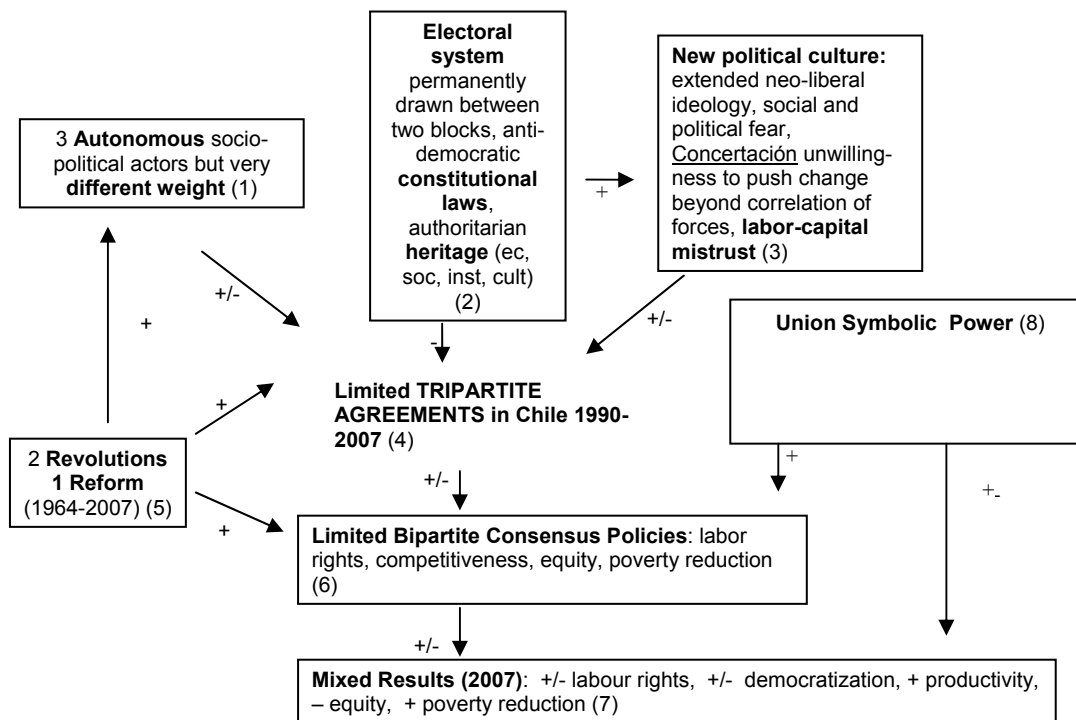 Electoral
system
permanently
drawn between
two blocks, anti-
democratic
constitutional
laws,
authoritarian
heritage (ec,
soc, inst, cult)
(2)
New political culture:
extended neo-liberal
ideology, social and
political fear,
Concertación unwilling-
ness to push change
beyond correlation of
forces, labor-capital
mistrust (3)
3 Autonomous socio-
political actors but very
different weight (1)
+
+/-
+
+/-
-
Union Symbolic Power (8)
+
Limited TRIPARTITE
AGREEMENTS in Chile 1990-
2007 (4)
2 Revolutions
1 Reform
(1964-2007) (5)
+
+/-
+
+-
Limited Bipartite Consensus Policies: labor
rights, competitiveness, equity, poverty reduction
(6)
+/-
Mixed Results (2007): +/- labour rights, +/- democratization, + productivity,
– equity, + poverty reduction (7)